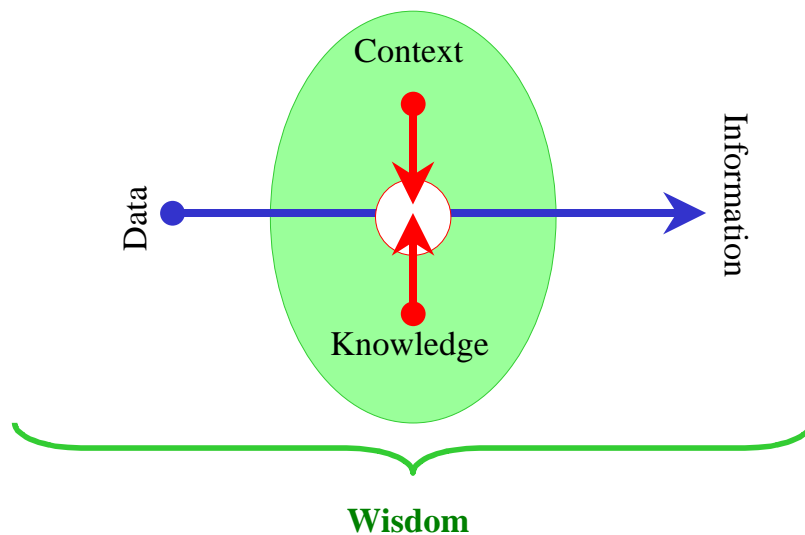 Context
Data
Information
Knowledge
Wisdom